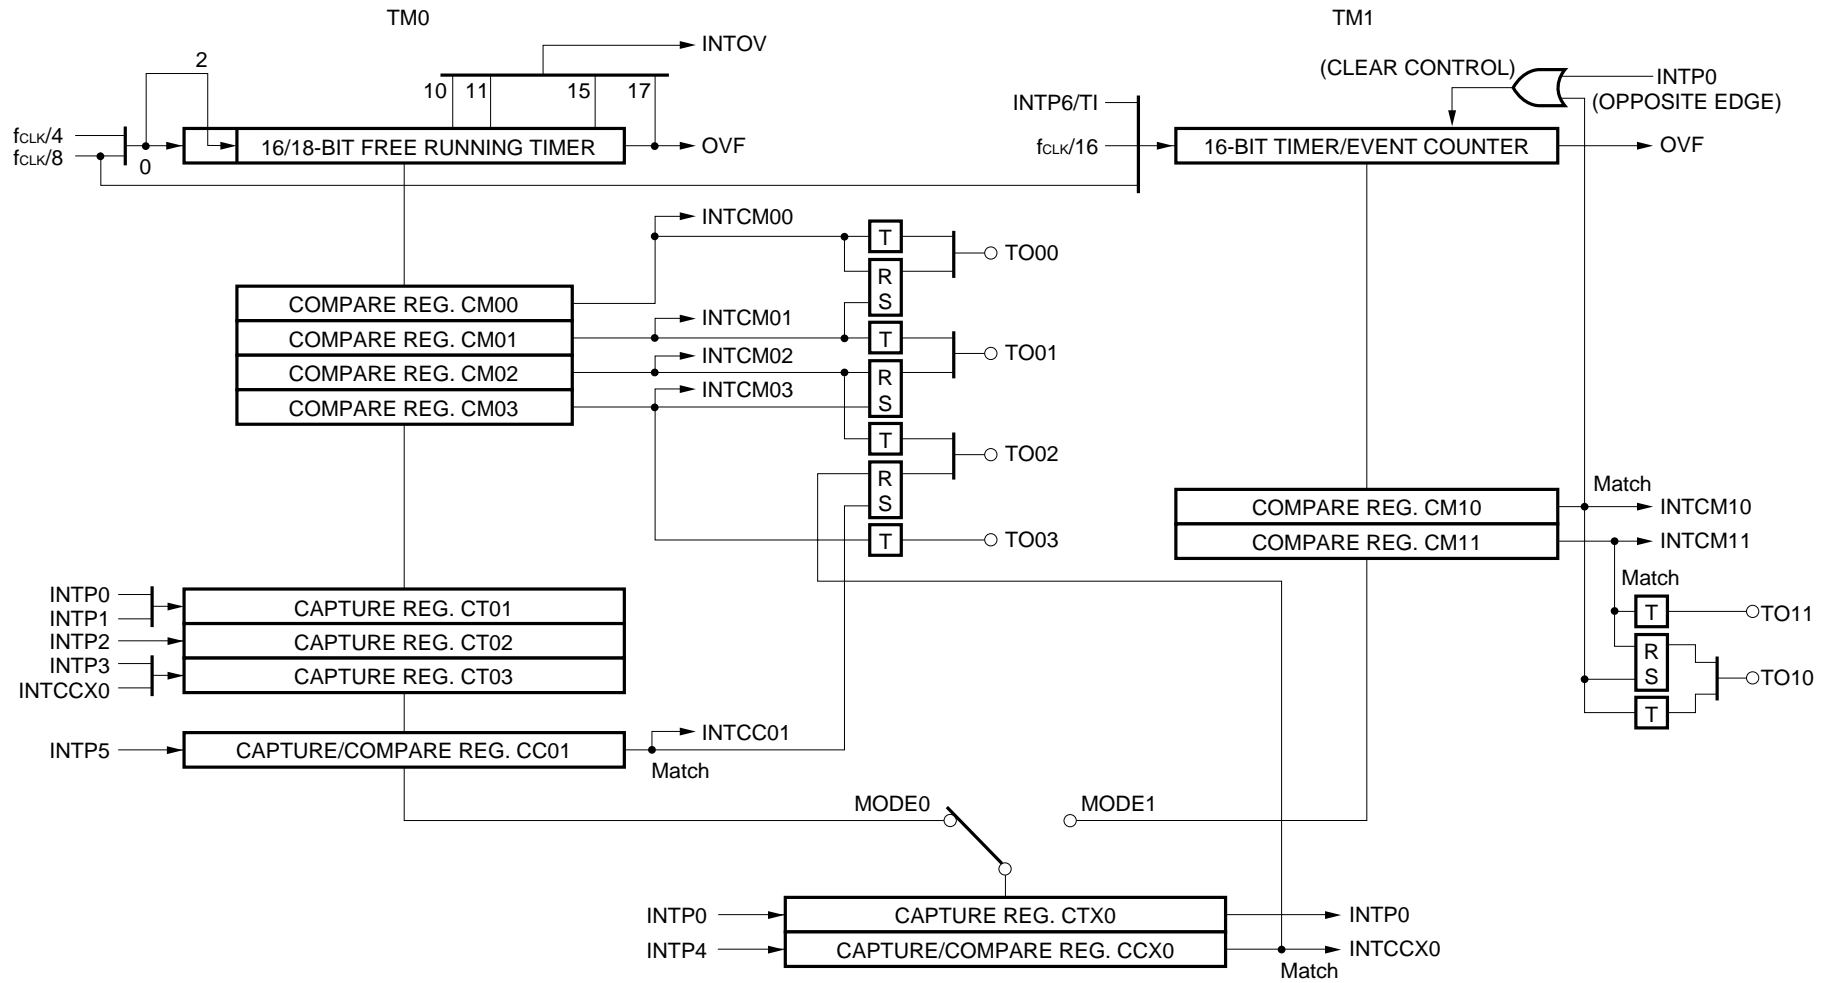 TM0
TM1
INTOV
2
10 11 15 17
(CLEAR CONTROL)
INTP0
(OPPOSITE EDGE)
INTP6/TI
fCLK/4
fCLK/8
0
16/18-BIT FREE RUNNING TIMER
OVF
fCLK/16
16-BIT TIMER/EVENT COUNTER
OVF
INTCM00
T
TO00
R
S
COMPARE REG. CM00
COMPARE REG. CM01
COMPARE REG. CM02
COMPARE REG. CM03
INTCM01
T
TO01
INTCM02
R
S
INTCM03
T
TO02
R
S
T
TO03
COMPARE REG. CM10
COMPARE REG. CM11
Match
INTCM10
INTCM11
Match
T
TO11
R
S
TO10
T
INTP0
INTP1
INTP2
INTP3
INTCCX0
CAPTURE REG. CT01
CAPTURE REG. CT02
CAPTURE REG. CT03
INTP5
CAPTURE/COMPARE REG. CC01
INTCC01
Match
MODE0
MODE1
INTP0
CAPTURE REG. CTX0
INTP0
INTP4
CAPTURE/COMPARE REG. CCX0
INTCCX0
Match